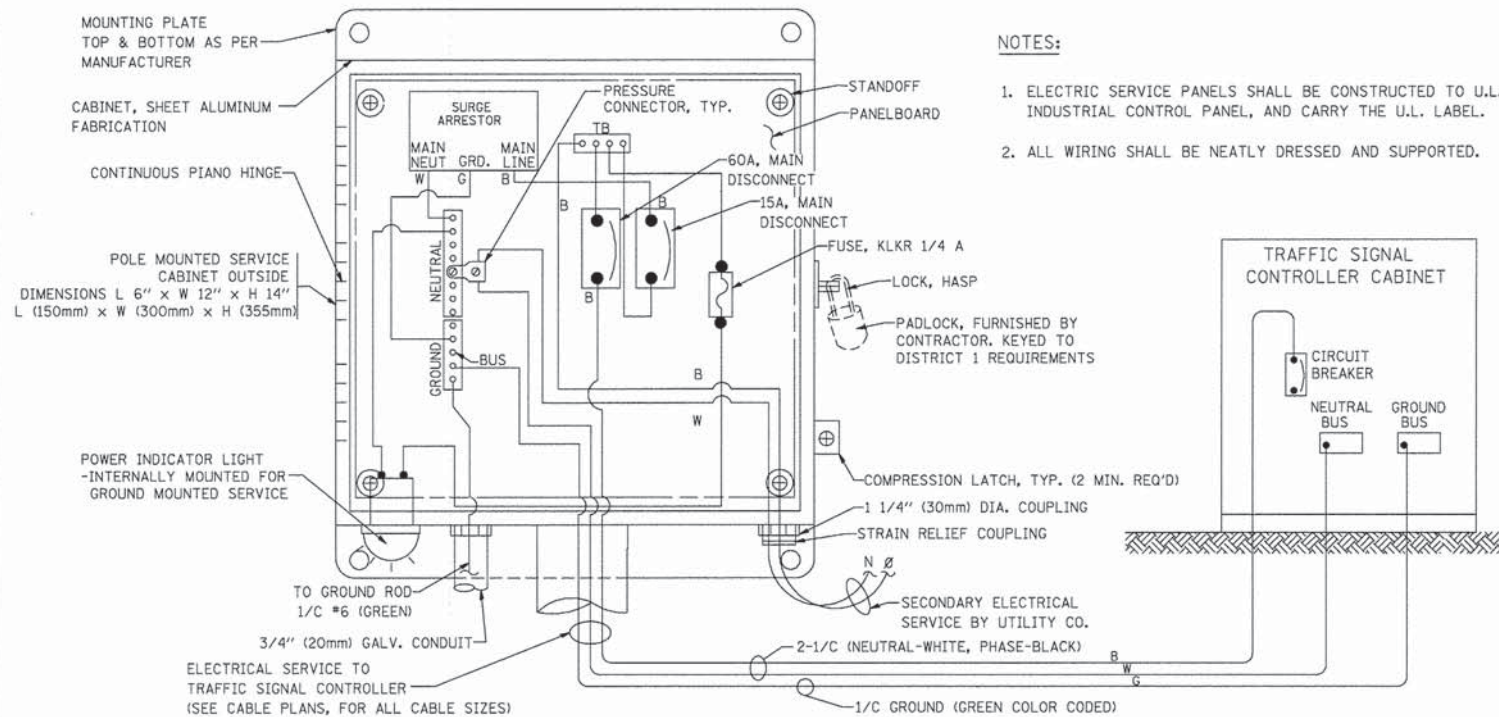 MOUNTING PLATE
TOP & BOTTOM AS PER
MANUFACTURER
CABINET, SHEET ALUMINUM
FABRICATION
CONTINUOUS PIANO HINGE
POLE MOUNTED SERVICE
CABINET OUTSIDE
DIMENSIONS L 6" x W 12" x H 14"
L (150mm) x W (300mm) x H (355mm)
POWER INDICATOR LIGHT
-INTERNALLY MOUNTED FOR
GROUND MOUNTED SERVICE
SURGE
ARRESTOR
MAIN
NEUT
GRD.
MAIN
LINE
W
G
B
PRESSURE
CONNECTOR, TYP.
TB
STANDOFF
PANELBOARD
60A, MAIN
DISCONNECT
15A, MAIN
DISCONNECT
B
B
B
NEUTRAL
GROUND
BUS
FUSE, KLKR 1/4 A
LOCK, HASP
PADLOCK, FURNISHED BY
CONTRACTOR. KEYED TO
DISTRICT 1 REQUIREMENTS
B
W
COMPRESSION LATCH, TYP. (2 MIN. REQ'D)
1 1/4" (30mm) DIA. COUPLING
STRAIN RELIEF COUPLING
N Ø
SECONDARY ELECTRICAL
SERVICE BY UTILITY CO.
TO GROUND ROD
1/C #6 (GREEN)
3/4" (20mm) GALV. CONDUIT
ELECTRICAL SERVICE TO
TRAFFIC SIGNAL CONTROLLER
(SEE CABLE PLANS, FOR ALL CABLE SIZES)
2-1/C (NEUTRAL-WHITE, PHASE-BLACK)
B
W
G
1/C GROUND (GREEN COLOR CODED)
NOTES:
1. ELECTRIC SERVICE PANELS SHALL BE CONSTRUCTED TO U.L.
INDUSTRIAL CONTROL PANEL, AND CARRY THE U.L. LABEL.
2. ALL WIRING SHALL BE NEATLY DRESSED AND SUPPORTED.
TRAFFIC SIGNAL
CONTROLLER CABINET
CIRCUIT
BREAKER
NEUTRAL
BUS
GROUND
BUS